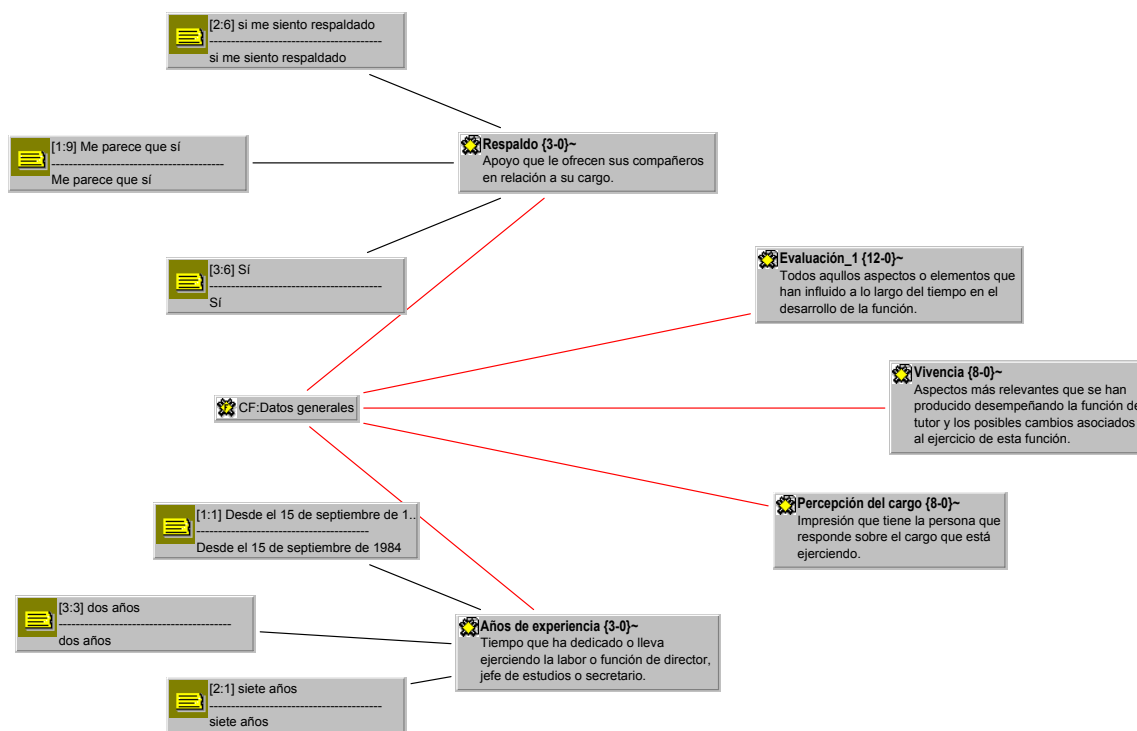 [2:6] si me siento respaldado
-----------------------------------------
si me siento respaldado
[1:9] Me parece que sí
-----------------------------------------
Me parece que sí
Respaldo {3-0}~
Apoyo que le ofrecen sus compañeros
en relación a su cargo.
[3:6] Sí
-----------------------------------------
Sí
Evaluación_1 {12-0}~
Todos aqullos aspectos o elementos que
han influido a lo largo del tiempo en el
desarrollo de la función.
Vivencia {8-0}~
Aspectos más relevantes que se han
producido desempeñando la función de
tutor y los posibles cambios asociados
al ejercicio de esta función.
CF:Datos generales
Percepción del cargo {8-0}~
Impresión que tiene la persona que
responde sobre el cargo que está
ejerciendo.
[1:1] Desde el 15 de septiembre de 1..
-----------------------------------------
Desde el 15 de septiembre de 1984
[3:3] dos años
-----------------------------------------
dos años
Años de experiencia {3-0}~
Tiempo que ha dedicado o lleva
ejerciendo la labor o función de director,
jefe de estudios o secretario.
[2:1] siete años
-----------------------------------------
siete años